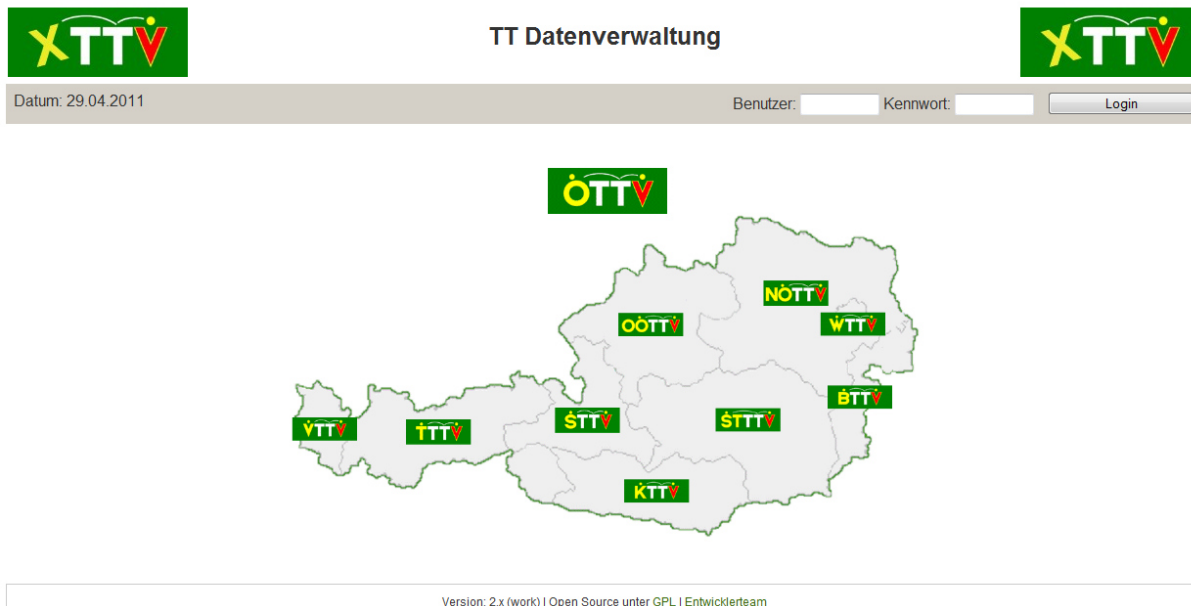 XTTV TT Datenverwaltung XTTV
Datum: 29.04.2011 Benutzer: Kennwort: Login
ÖTTV
NÖTTV
OÖTTV WTTV
BTTV
VTTV TTTV STTV STTTV
KTTV
Version: 2.x (work) | Open Source unter GPL | Entwicklerteam